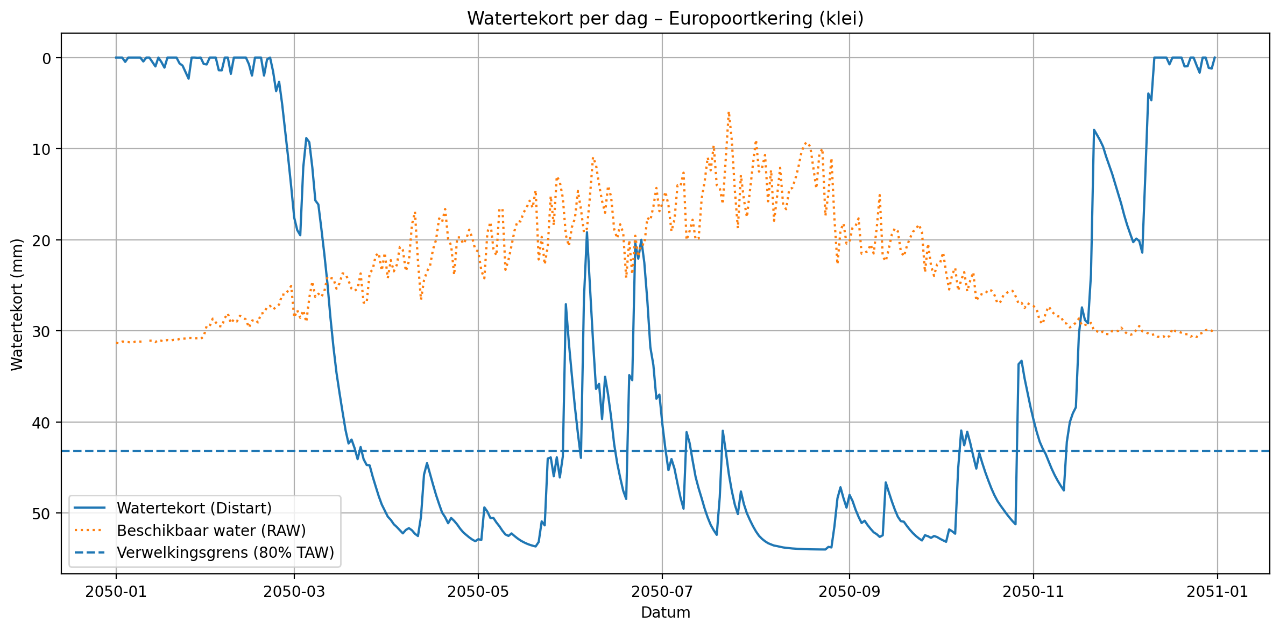 Watertekort per dag – Europoortkering (klei)
Watertekort (mm)
0
10
20
30
40
50
Watertekort (Distart)
Beschikbaar water (RAW)
Verwelkingsgrens (80% TAW)
2050-01
2050-03
2050-05
2050-07
2050-09
2050-11
2051-01
Datum